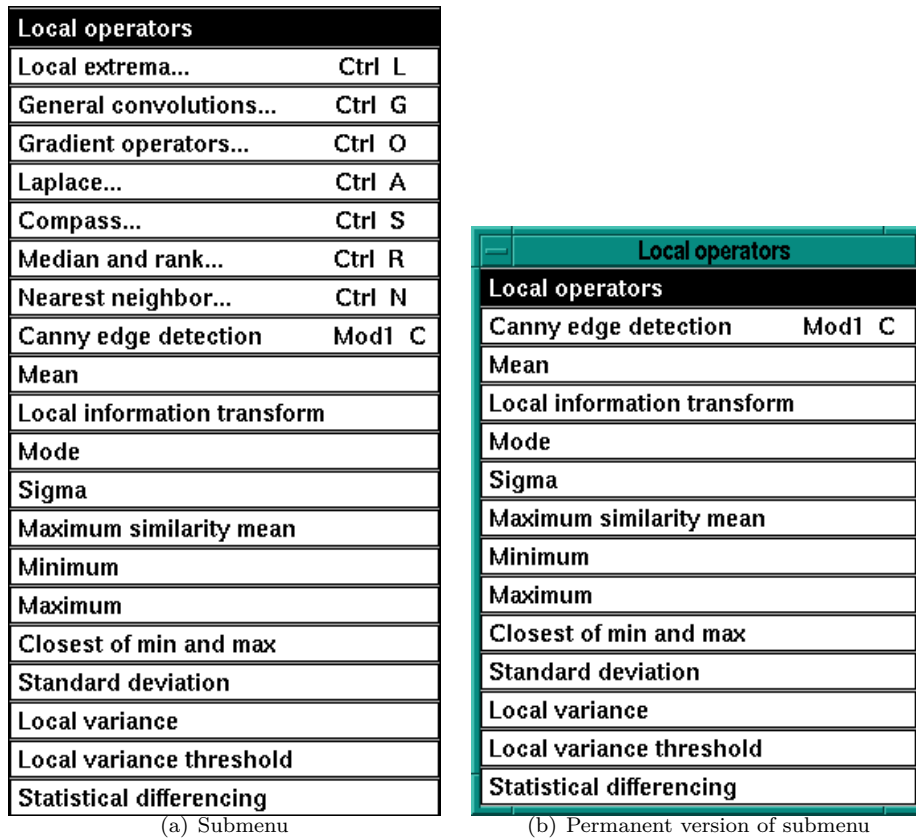 Local operators
Local extrema... Ctrl L
General convolutions... Ctrl G
Gradient operators... Ctrl O
Laplace... Ctrl A
Compass... Ctrl S
Median and rank... Ctrl R
Nearest neighbor... Ctrl N
Canny edge detection Mod1 C
Mean
Local information transform
Mode
Sigma
Maximum similarity mean
Minimum
Maximum
Closest of min and max
Standard deviation
Local variance
Local variance threshold
Statistical differencing
(a) Submenu
Local operators
Local operators
Canny edge detection Mod1 C
Mean
Local information transform
Mode
Sigma
Maximum similarity mean
Minimum
Maximum
Closest of min and max
Standard deviation
Local variance
Local variance threshold
Statistical differencing
(b) Permanent version of submenu